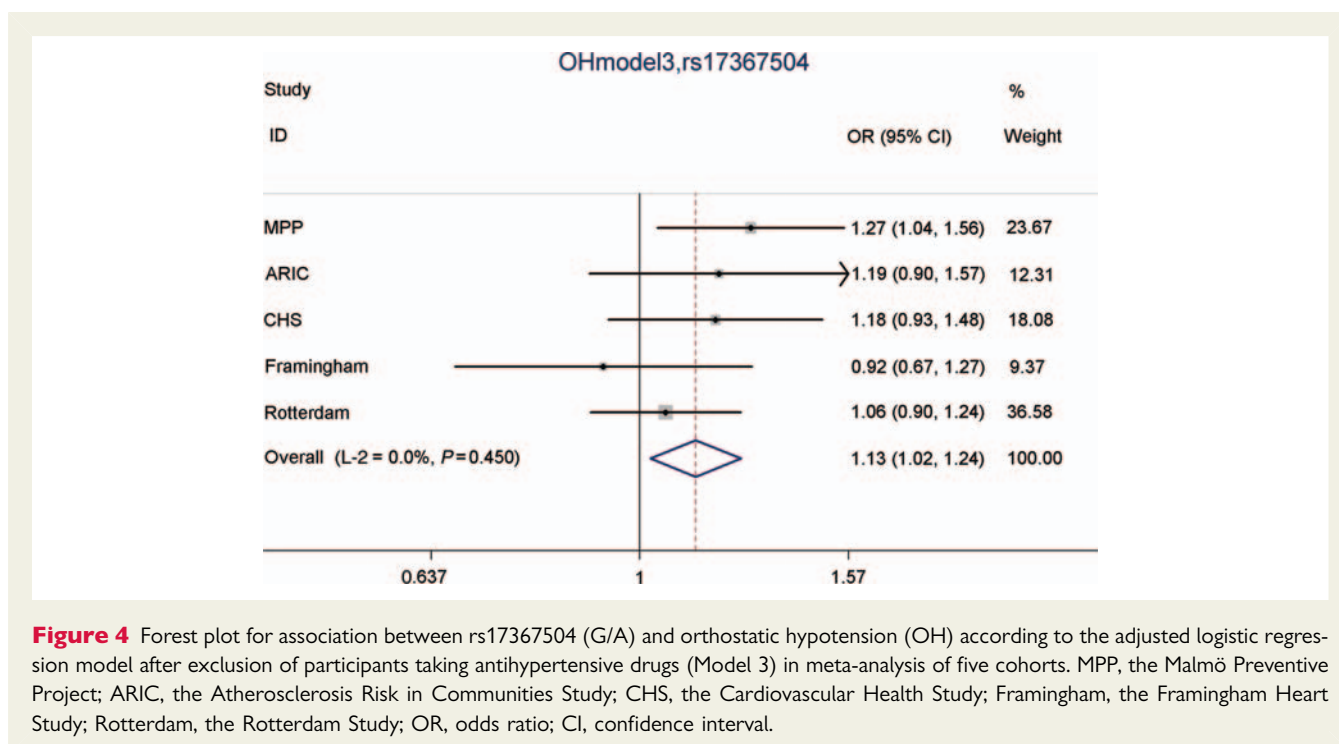 OHmodel3,rs17367504
Study %
ID OR (95% CI) Weight
MPP 1.27 (1.04, 1.56) 23.67
ARIC 1.19 (0.90, 1.57) 12.31
CHS 1.18 (0.93, 1.48) 18.08
Framingham 0.92 (0.67, 1.27) 9.37
Rotterdam 1.06 (0.90, 1.24) 36.58
Overall (L-2 = 0.0%, P=0.450) 1.13 (1.02, 1.24) 100.00
0.637 1 1.57
Figure 4 Forest plot for association between rs17367504 (G/A) and orthostatic hypotension (OH) according to the adjusted logistic regres-
sion model after exclusion of participants taking antihypertensive drugs (Model 3) in meta-analysis of five cohorts. MPP, the Malmö Preventive
Project; ARIC, the Atherosclerosis Risk in Communities Study; CHS, the Cardiovascular Health Study; Framingham, the Framingham Heart
Study; Rotterdam, the Rotterdam Study; OR, odds ratio; CI, confidence interval.